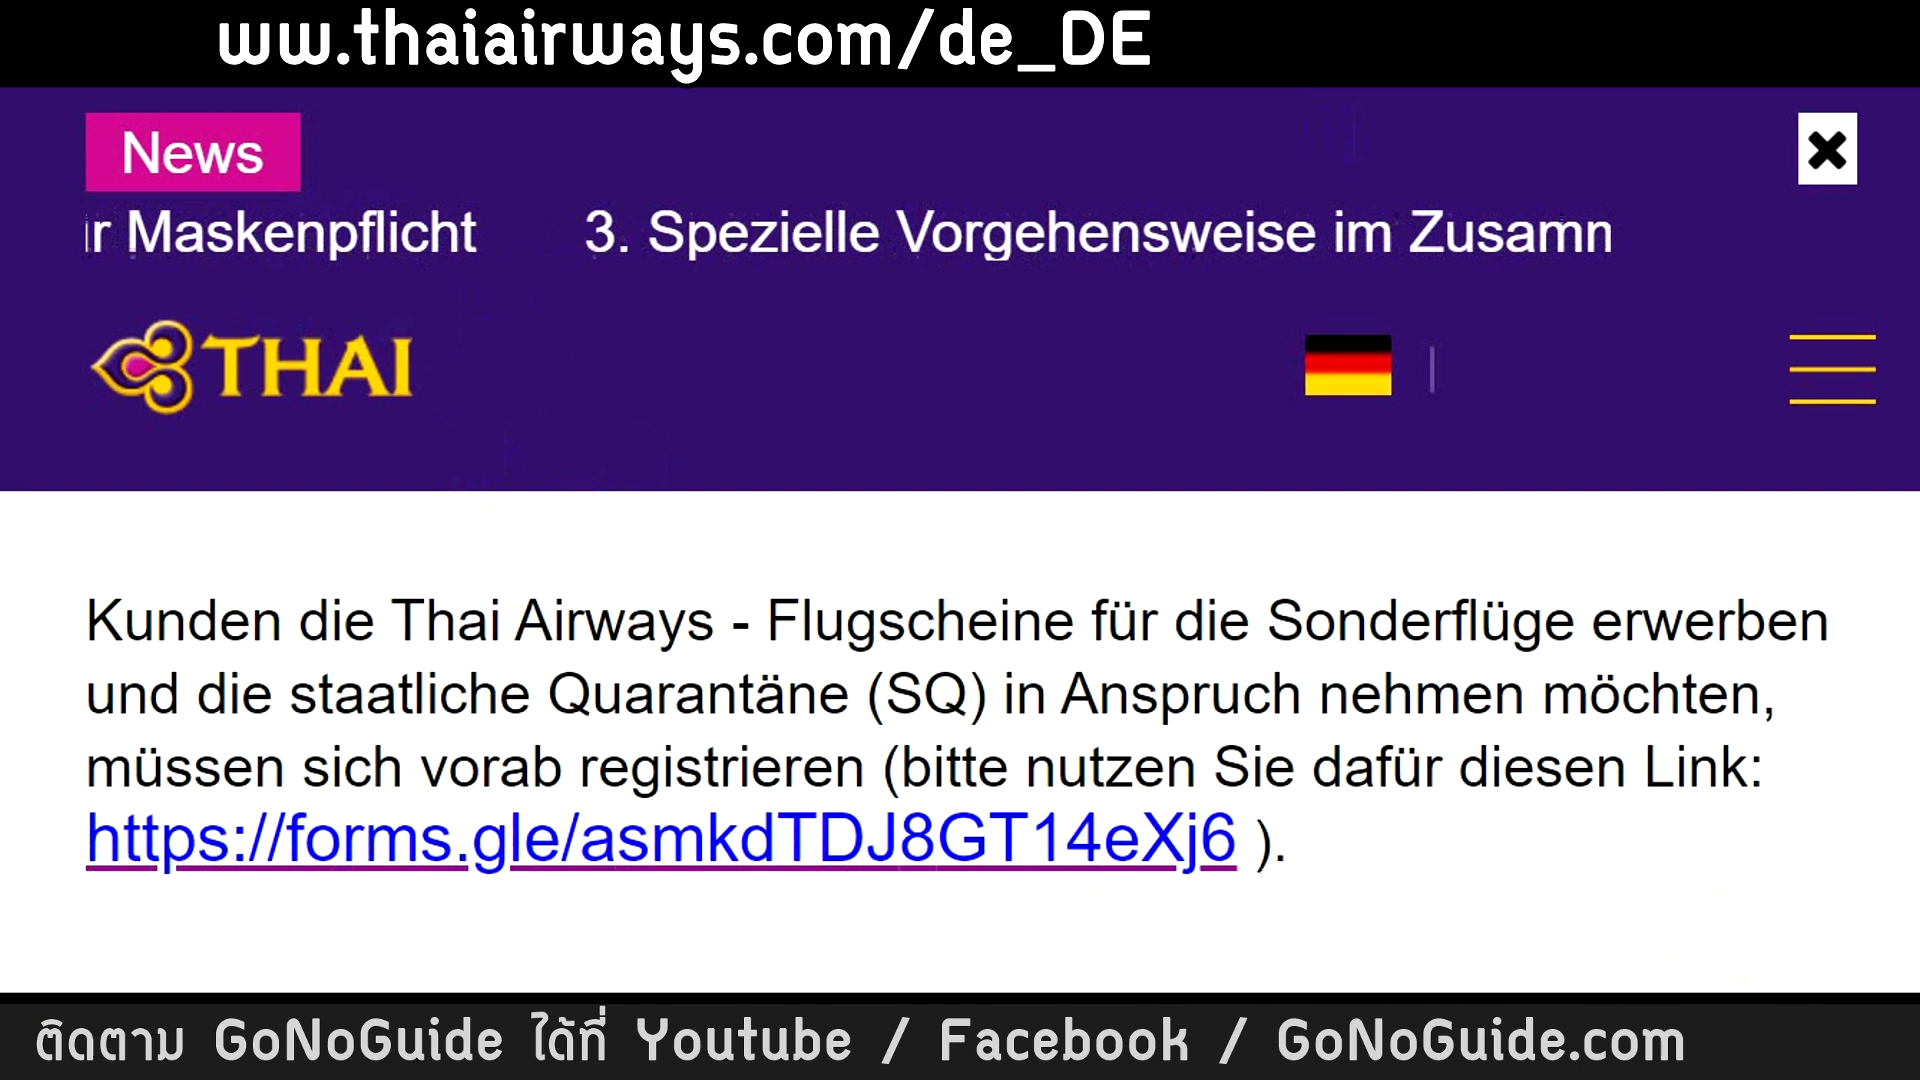 ww.thaiairways.com/de_DE
News
r Maskenpflicht 3. Spezielle Vorgehensweise im Zusamm
THAI
Kunden die Thai Airways - Flugscheine für die Sonderflüge erwerben
und die staatliche Quarantäne (SQ) in Anspruch nehmen möchten,
müssen sich vorab registrieren (bitte nutzen Sie dafür diesen Link:
https://forms.gle/asmkdTDJ8GT14eXj6 ).
ติดตาม GoNoGuide ได้ที่ Youtube / Facebook / GoNoGuide.com